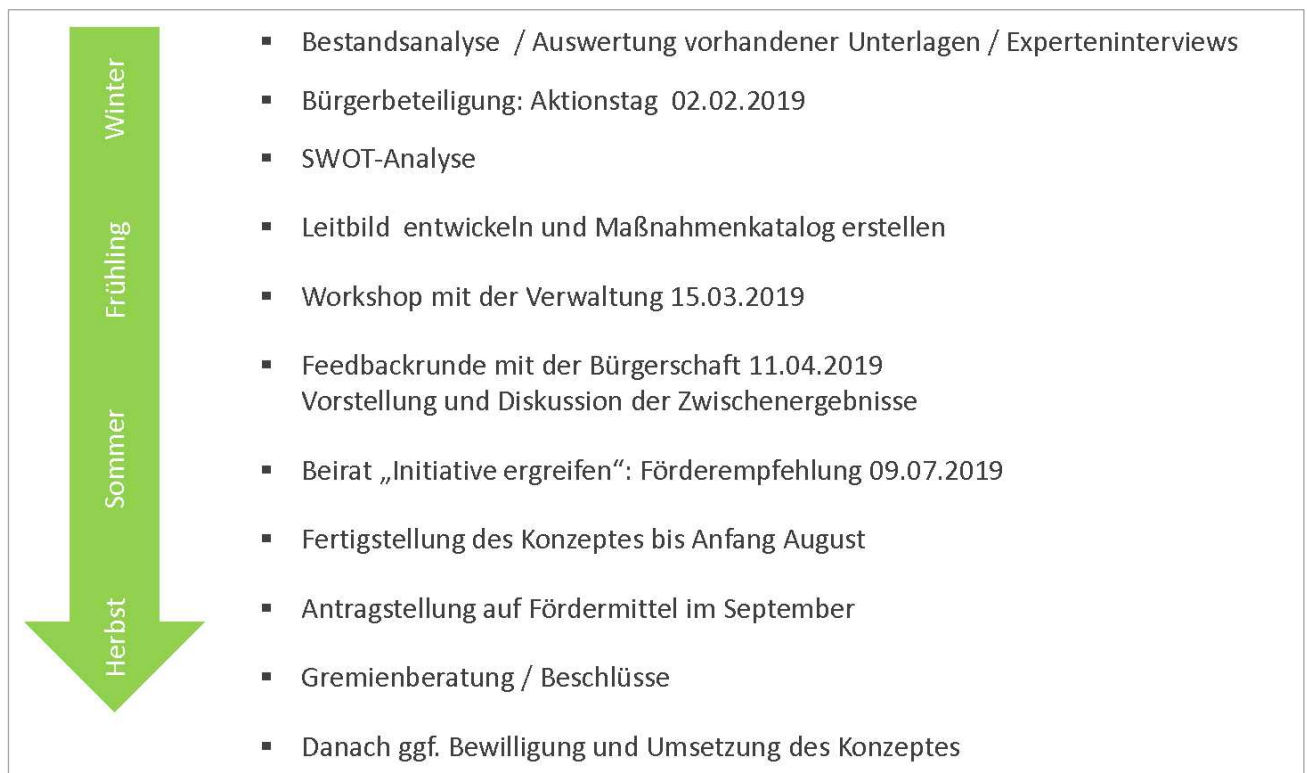 Winter
Frühling
Sommer
Herbst
▪ Bestandsanalyse / Auswertung vorhandener Unterlagen / Experteninterviews
▪ Bürgerbeteiligung: Aktionstag 02.02.2019
▪ SWOT-Analyse
▪ Leitbild entwickeln und Maßnahmenkatalog erstellen
▪ Workshop mit der Verwaltung 15.03.2019
▪ Feedbackrunde mit der Bürgerschaft 11.04.2019
Vorstellung und Diskussion der Zwischenergebnisse
▪ Beirat „Initiative ergreifen“: Förderempfehlung 09.07.2019
▪ Fertigstellung des Konzeptes bis Anfang August
▪ Antragstellung auf Fördermittel im September
▪ Gremienberatung / Beschlüsse
▪ Danach ggf. Bewilligung und Umsetzung des Konzeptes